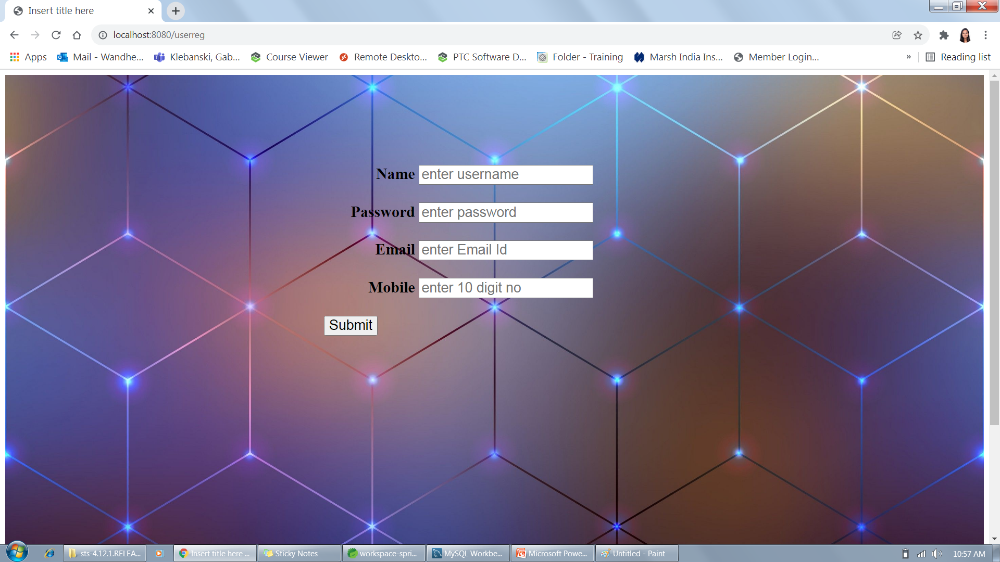 Insert title here
localhost:8080/userreg
Apps Mail - Wandhe... Klebanski, Gab... Course Viewer Remote Deskto... PTC Software D... Folder - Training Marsh India Ins... Member Login... » Reading list
Name enter username
Password enter password
Email enter Email Id
Mobile enter 10 digit no
Submit
sts-4.12.1.RELEA... Insert title here ... Sticky Notes workspace-spri... MySQL Workbe... Microsoft Powe... Untitled - Paint 10:57 AM